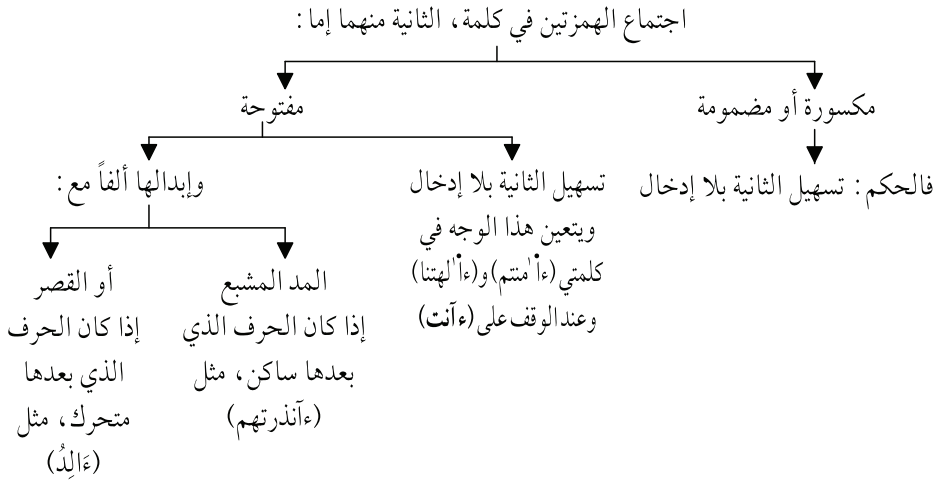 اجتماع الهمزتين في كلمة، الثانية منهما إما:
مكسورة أو مضمومة
مفتوحة
فالحكم: تسهيل الثانية بلا إدخال
تسهيل الثانية بلا إدخال
ويتعين هذا الوجه في
كلمتي (ءاْ ٰمنتم) و(ءاْ ٰلهتنا)
وعند الوقف على (ءآنت)
وإبدالها ألفاً مع:
المد المشبع
إذا كان الحرف الذي
بعدها ساكن، مثل
(ءآنذرتهم)
أو القصر
إذا كان الحرف
الذي بعدها
متحرك، مثل
(ءَالِدُ)